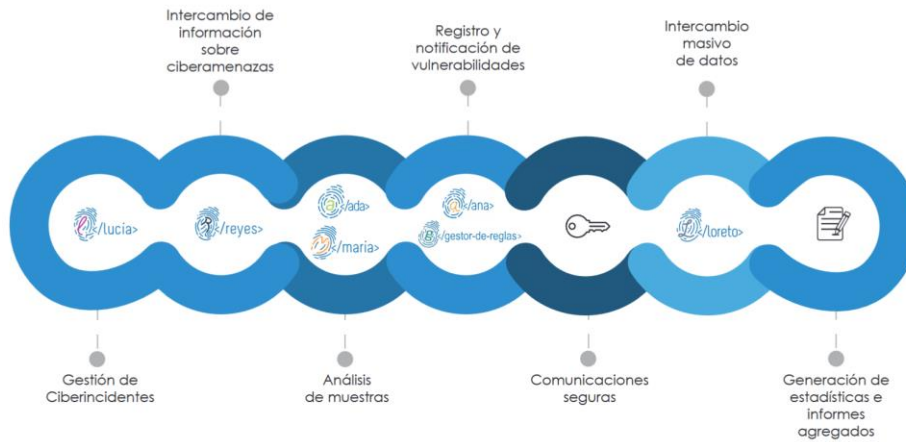 Intercambio de
información
sobre
ciberamenazas
Registro y
notificación de
vulnerabilidades
Intercambio
masivo
de datos
</lucia>
</reyes>
</ada>
</maria>
</ana>
</gestor-de-reglas>
</loreto>
Gestión de
Ciberincidentes
Análisis
de muestras
Comunicaciones
seguras
Generación de
estadísticas e
informes
agregados